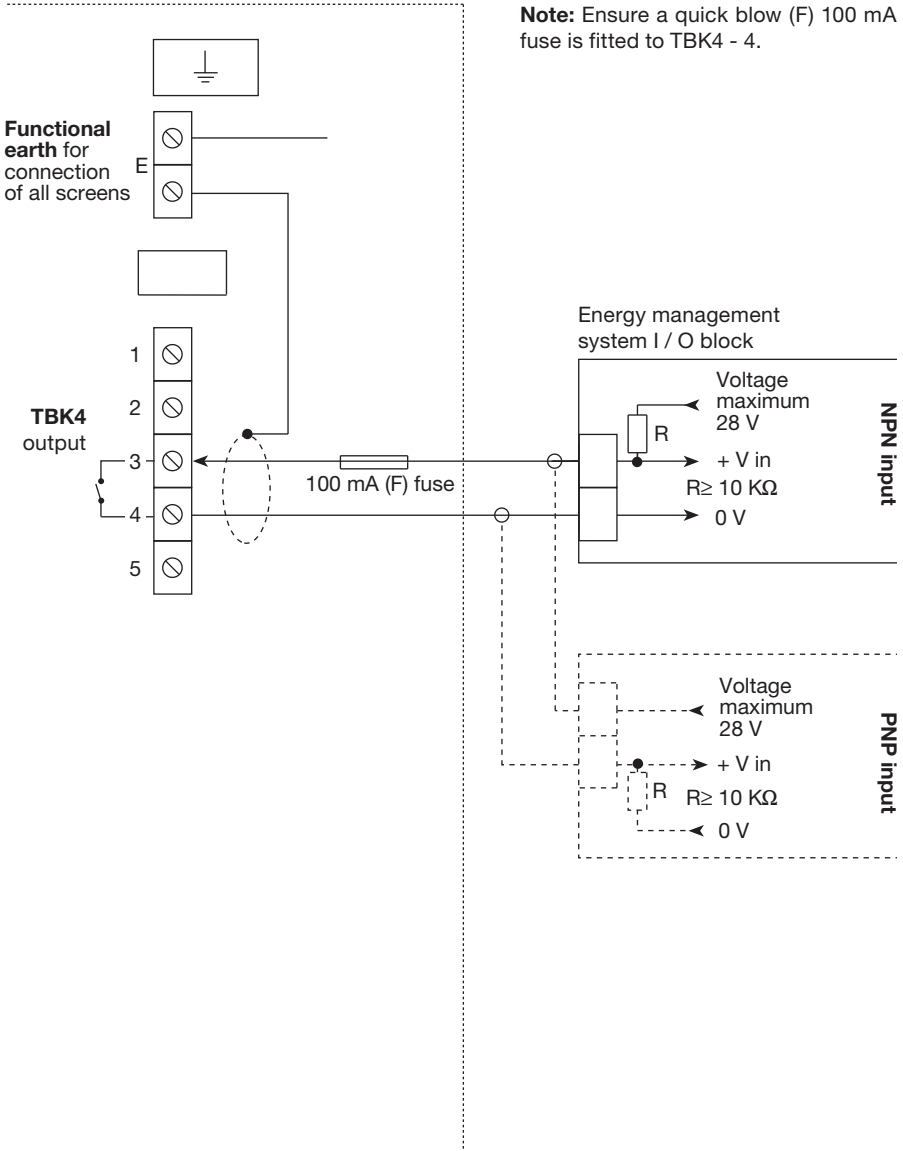 Note: Ensure a quick blow (F) 100 mA
fuse is fitted to TBK4 - 4.
Functional
earth for
connection
of all screens
E
1
2
3
4
5
TBK4
output
100 mA (F) fuse
Energy management
system I / O block
Voltage
maximum
28 V
R
+ V in
R≥ 10 KΩ
0 V
NPN input
Voltage
maximum
28 V
+ V in
R
R≥ 10 KΩ
0 V
PNP input